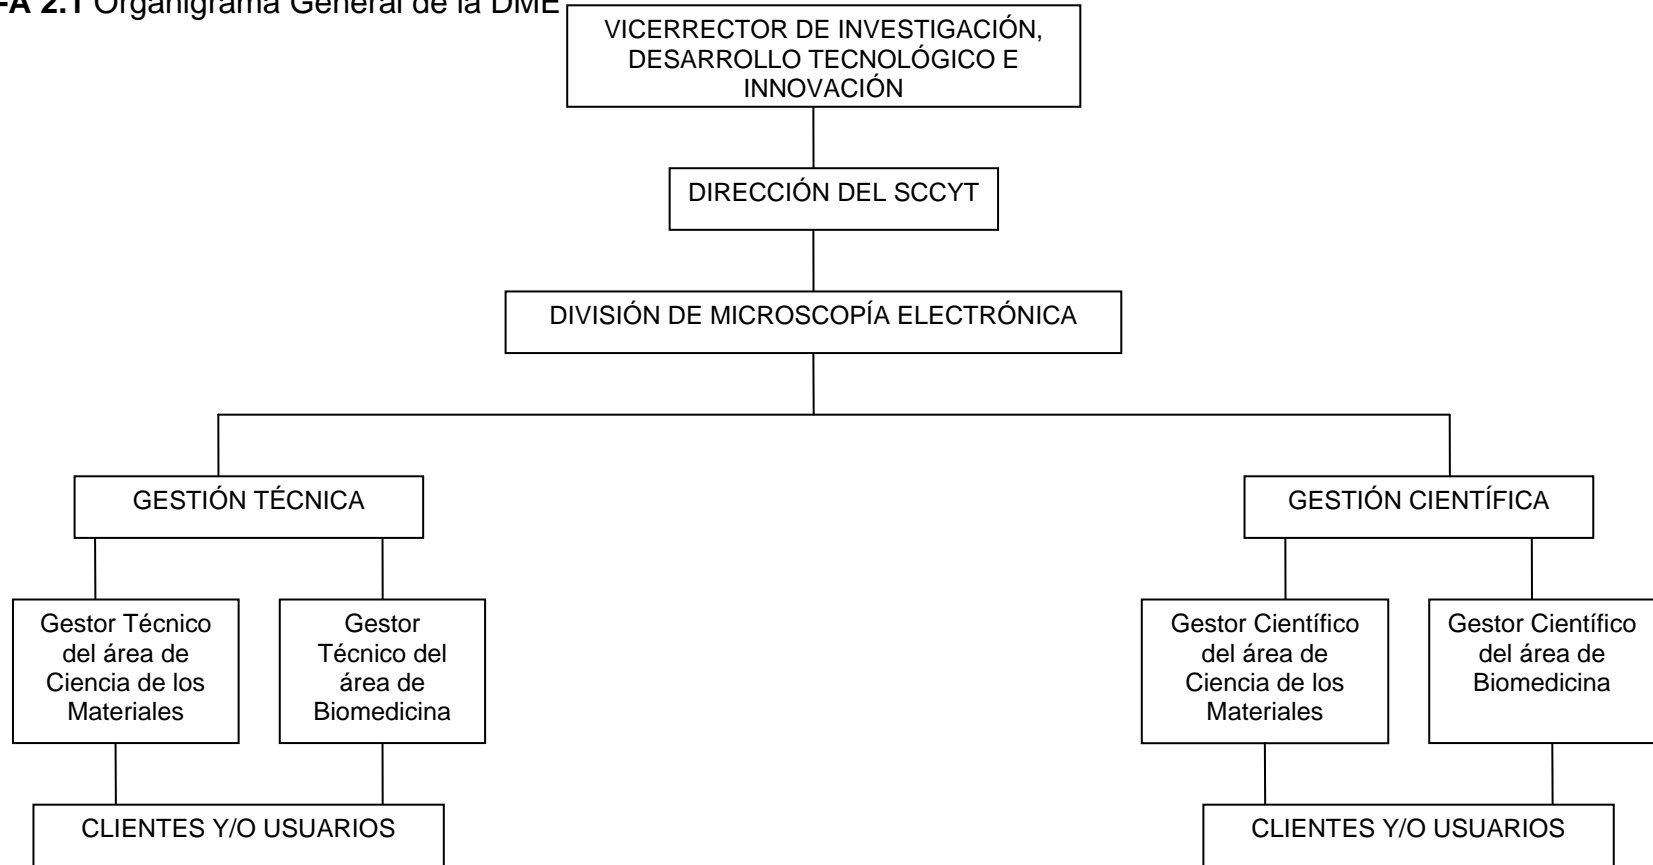 -A 2.1 Organigrama General de la DME
VICERRECTOR DE INVESTIGACIÓN,
DESARROLLO TECNOLÓGICO E
INNOVACIÓN
DIRECCIÓN DEL SCCYT
DIVISIÓN DE MICROSCOPÍA ELECTRÓNICA
GESTIÓN TÉCNICA
GESTIÓN CIENTÍFICA
Gestor Técnico
del área de
Ciencia de los
Materiales
Gestor
Técnico del
área de
Biomedicina
Gestor Científico
del área de
Ciencia de los
Materiales
Gestor Científico
del área de
Biomedicina
CLIENTES Y/O USUARIOS
CLIENTES Y/O USUARIOS